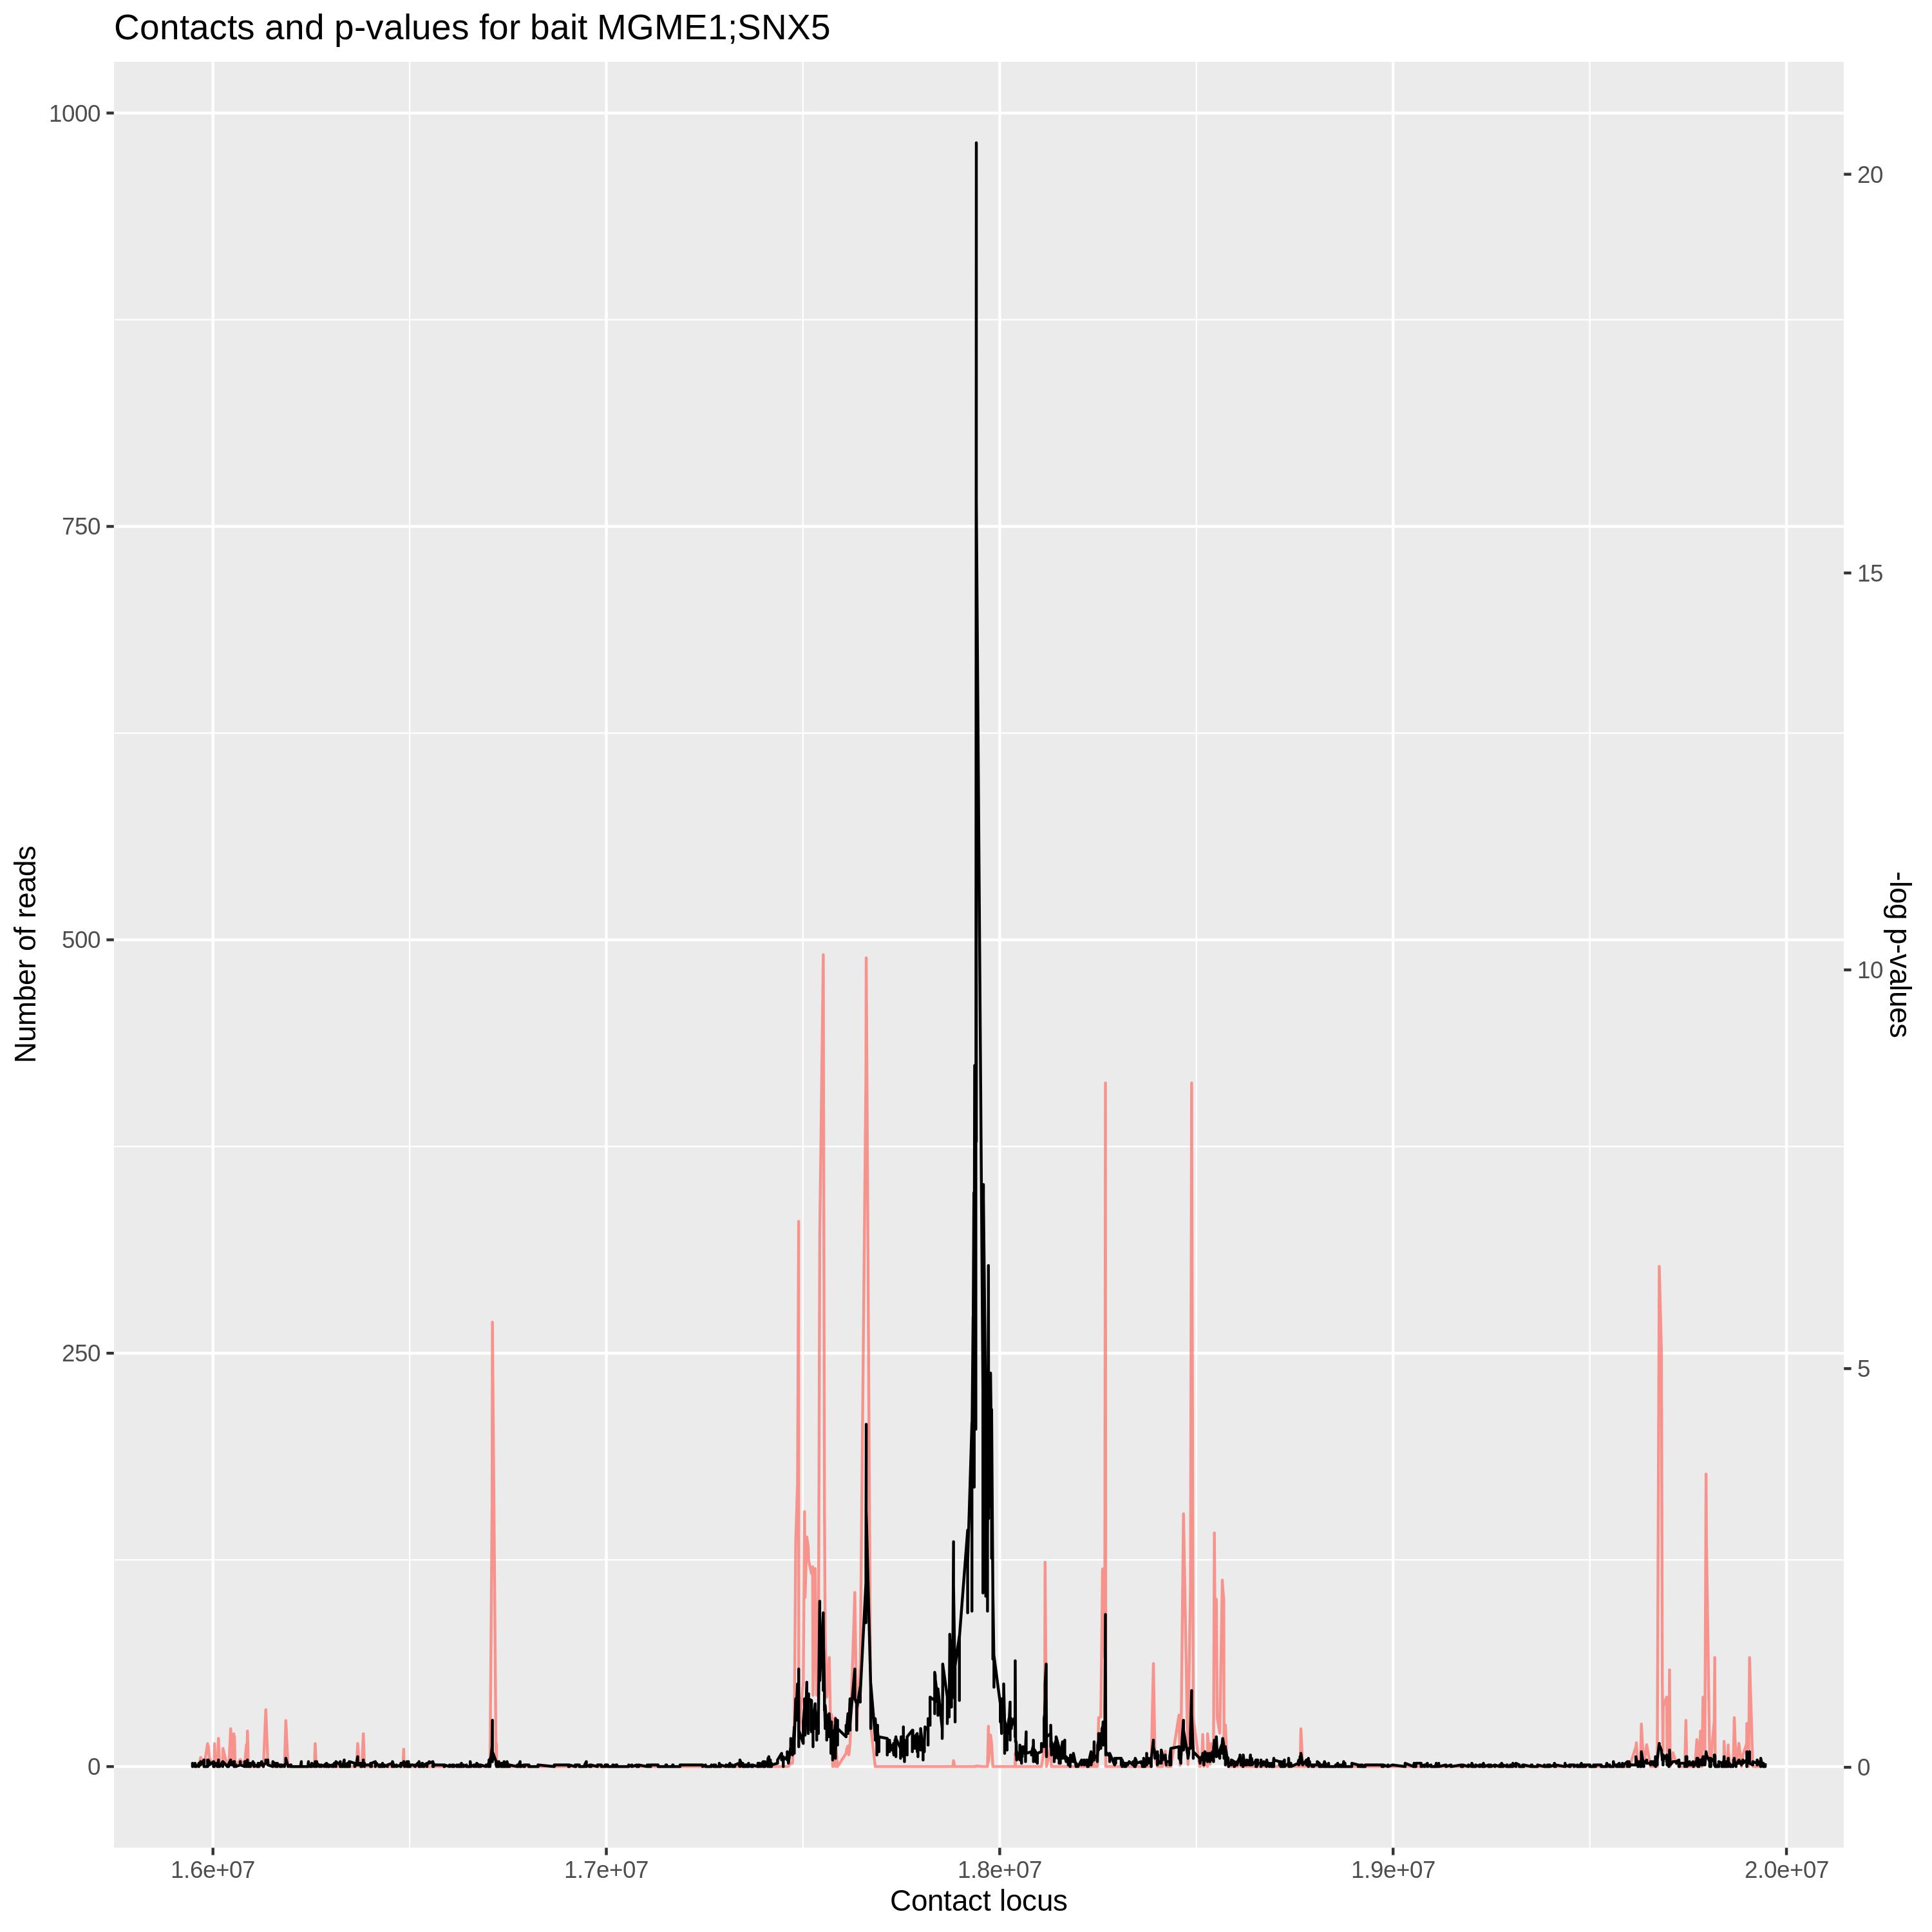 Contacts and p-values for bait MGME1;SNX5
1000
750
500
250
0
Number of reads
20
15
10
5
0
-log p-values
1.6e+07 1.7e+07 1.8e+07 1.9e+07 2.0e+07
Contact locus